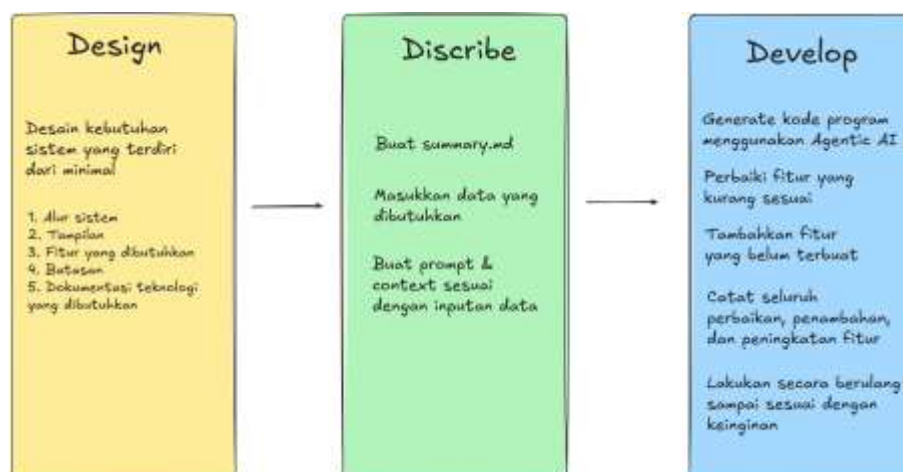 Design
Desain kebutuhan
sistem yang terdiri
dari minimal
1. Alur sistem
2. Tampilan
3. Fitur yang dibutuhkan
4. Batasan
5. Dokumentasi teknologi
yang dibutuhkan
Discribe
Buat summary.md
Masukkan data yang
dibutuhkan
Buat prompt &
context sesuai
dengan inputan data
Develop
Generate kode program
menggunakan Agentic AI
Perbaiki fitur yang
kurang sesuai
Tambahkan fitur
yang belum terbuat
Catat seluruh
perbaikan, penambahan,
dan peningkatan fitur
Lakukan secara berulang
sampai sesuai dengan
keinginan